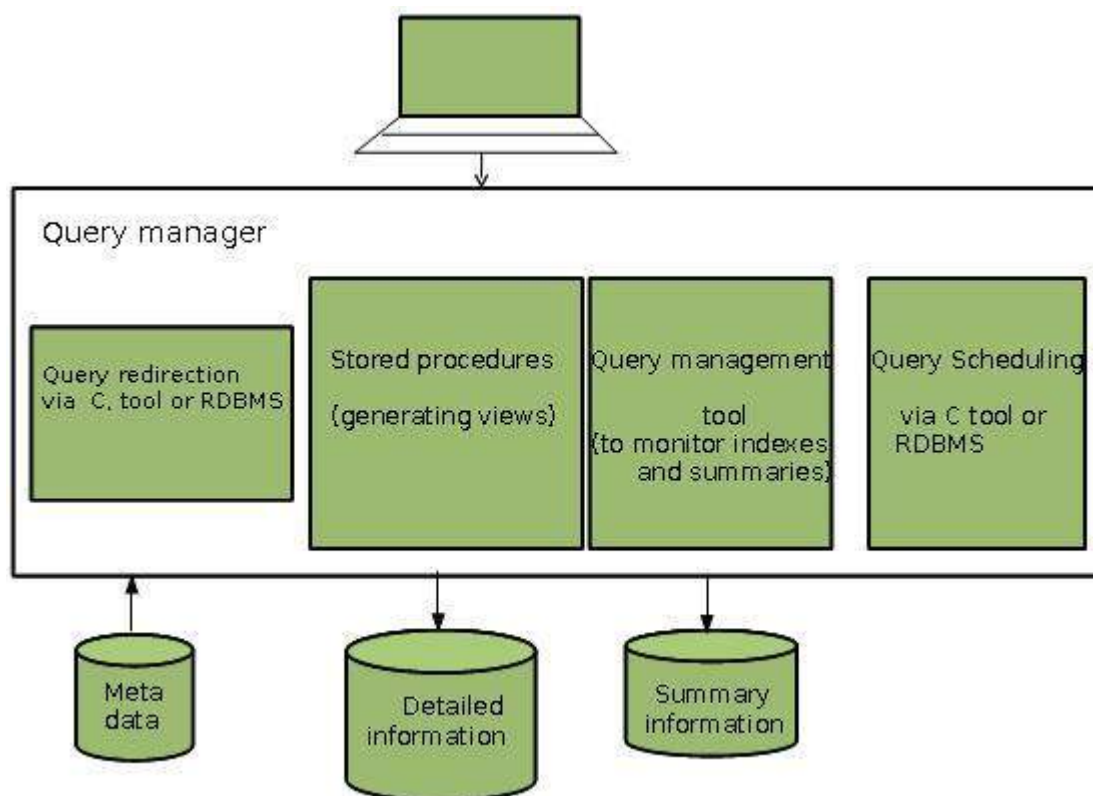 Query manager
Query redirection
via C, tool or RDBMS
Stored procedures
{generating views}
Query management
tool
{to monitor indexes
and summaries}
Query Scheduling
via C tool or
RDBMS
Meta
data
Detailed
information
Summary
information